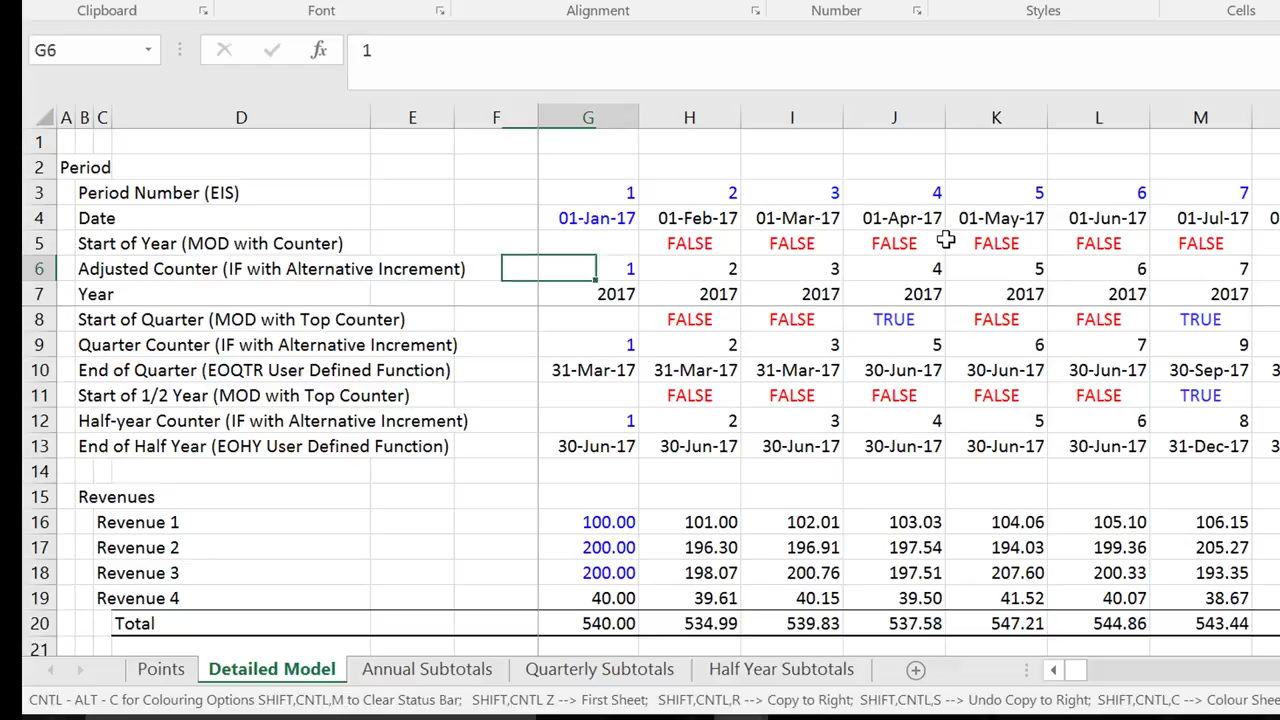 Clipboard Font Alignment Number Styles Cells
G6 fx 1
A B C D E F G H I J K L M
1
2 Period
3 Period Number (EIS) 1 2 3 4 5 6 7
4 Date 01-Jan-17 01-Feb-17 01-Mar-17 01-Apr-17 01-May-17 01-Jun-17 01-Jul-17
5 Start of Year (MOD with Counter) FALSE FALSE FALSE FALSE FALSE FALSE
6 Adjusted Counter (IF with Alternative Increment) 1 2 3 4 5 6 7
7 Year 2017 2017 2017 2017 2017 2017 2017
8 Start of Quarter (MOD with Top Counter) FALSE FALSE TRUE FALSE FALSE TRUE
9 Quarter Counter (IF with Alternative Increment) 1 2 3 5 6 7 9
10 End of Quarter (EOQTR User Defined Function) 31-Mar-17 31-Mar-17 31-Mar-17 30-Jun-17 30-Jun-17 30-Jun-17 30-Sep-17
11 Start of 1/2 Year (MOD with Top Counter) FALSE FALSE FALSE FALSE FALSE TRUE
12 Half-year Counter (IF with Alternative Increment) 1 2 3 4 5 6 8
13 End of Half Year (EOHY User Defined Function) 30-Jun-17 30-Jun-17 30-Jun-17 30-Jun-17 30-Jun-17 30-Jun-17 31-Dec-17
14
15 Revenues
16 Revenue 1 100.00 101.00 102.01 103.03 104.06 105.10 106.15
17 Revenue 2 200.00 196.30 196.91 197.54 194.03 199.36 205.27
18 Revenue 3 200.00 198.07 200.76 197.51 207.60 200.33 193.35
19 Revenue 4 40.00 39.61 40.15 39.50 41.52 40.07 38.67
20 Total 540.00 534.99 539.83 537.58 547.21 544.86 543.44
21
Points Detailed Model Annual Subtotals Quarterly Subtotals Half Year Subtotals
CNTL - ALT - C for Colouring Options SHIFT,CNTL,M to Clear Status Bar; SHIFT,CNTL Z --> First Sheet; SHIFT,CNTL,R --> Copy to Right; SHIFT,CNTL,S --> Undo Copy to Right; SHIFT,CNTL,C --> Colour Shee